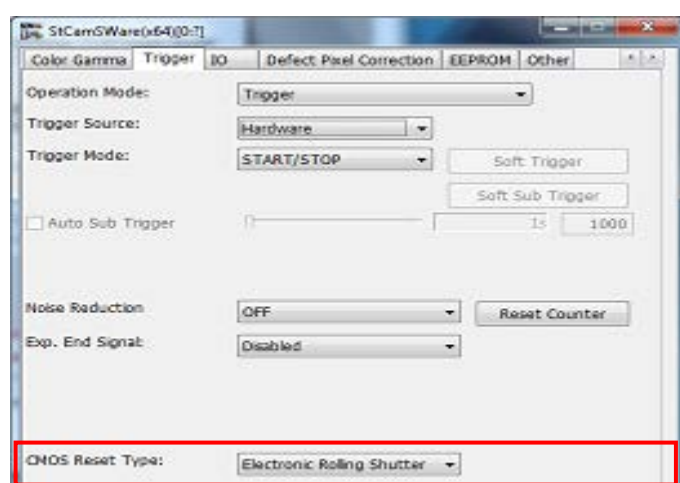 StCamSWare(x64)[0:?]
Color Gamma Trigger IO Defect Pixel Correction EEPROM Other
Operation Mode: Trigger
Trigger Source: Hardware
Trigger Mode: START/STOP Soft Trigger
Soft Sub Trigger
Auto Sub Trigger 1s 1000
Noise Reduction OFF Reset Counter
Exp. End Signal: Disabled
CMOS Reset Type: Electronic Rolling Shutter